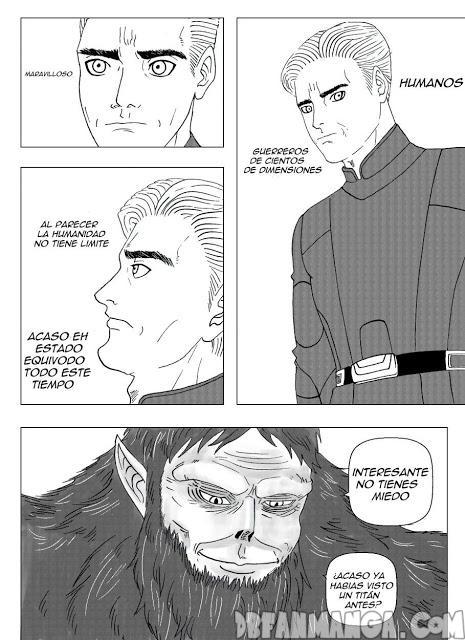 MARAVILLOSO
HUMANOS
GUERREROS
DE CIENTOS
DE DIMENSIONES
AL PARECER
LA HUMANIDAD
NO TIENE LIMITE
ACASO EH
ESTADO
EQUIVODO
TODO ESTE
TIEMPO
INTERESANTE
NO TIENES
MIEDO
¿ACASO YA
HABIAS VISTO
UN TITÁN
ANTES?
DBFANMANGA.COM